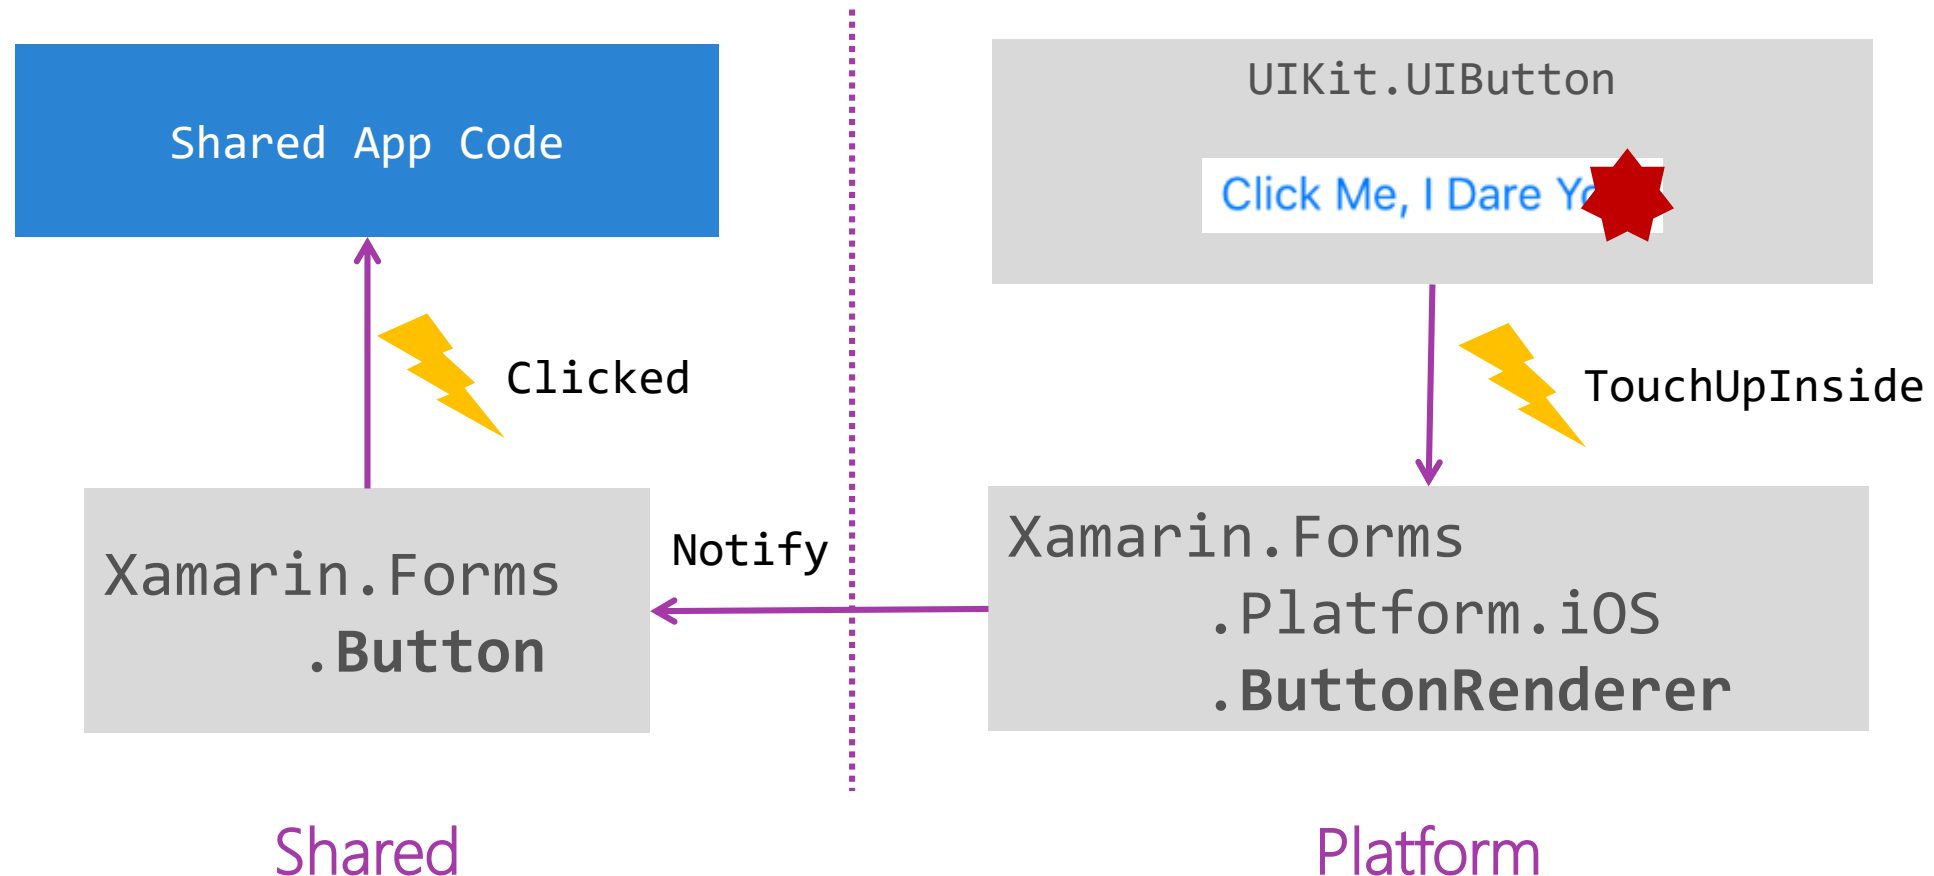 Shared App Code
Clicked
Xamarin.Forms
.Button
Notify
Shared
UIKit.UIButton
Click Me, I Dare
TouchUpInside
Xamarin.Forms
.Platform.iOS
.ButtonRenderer
Platform